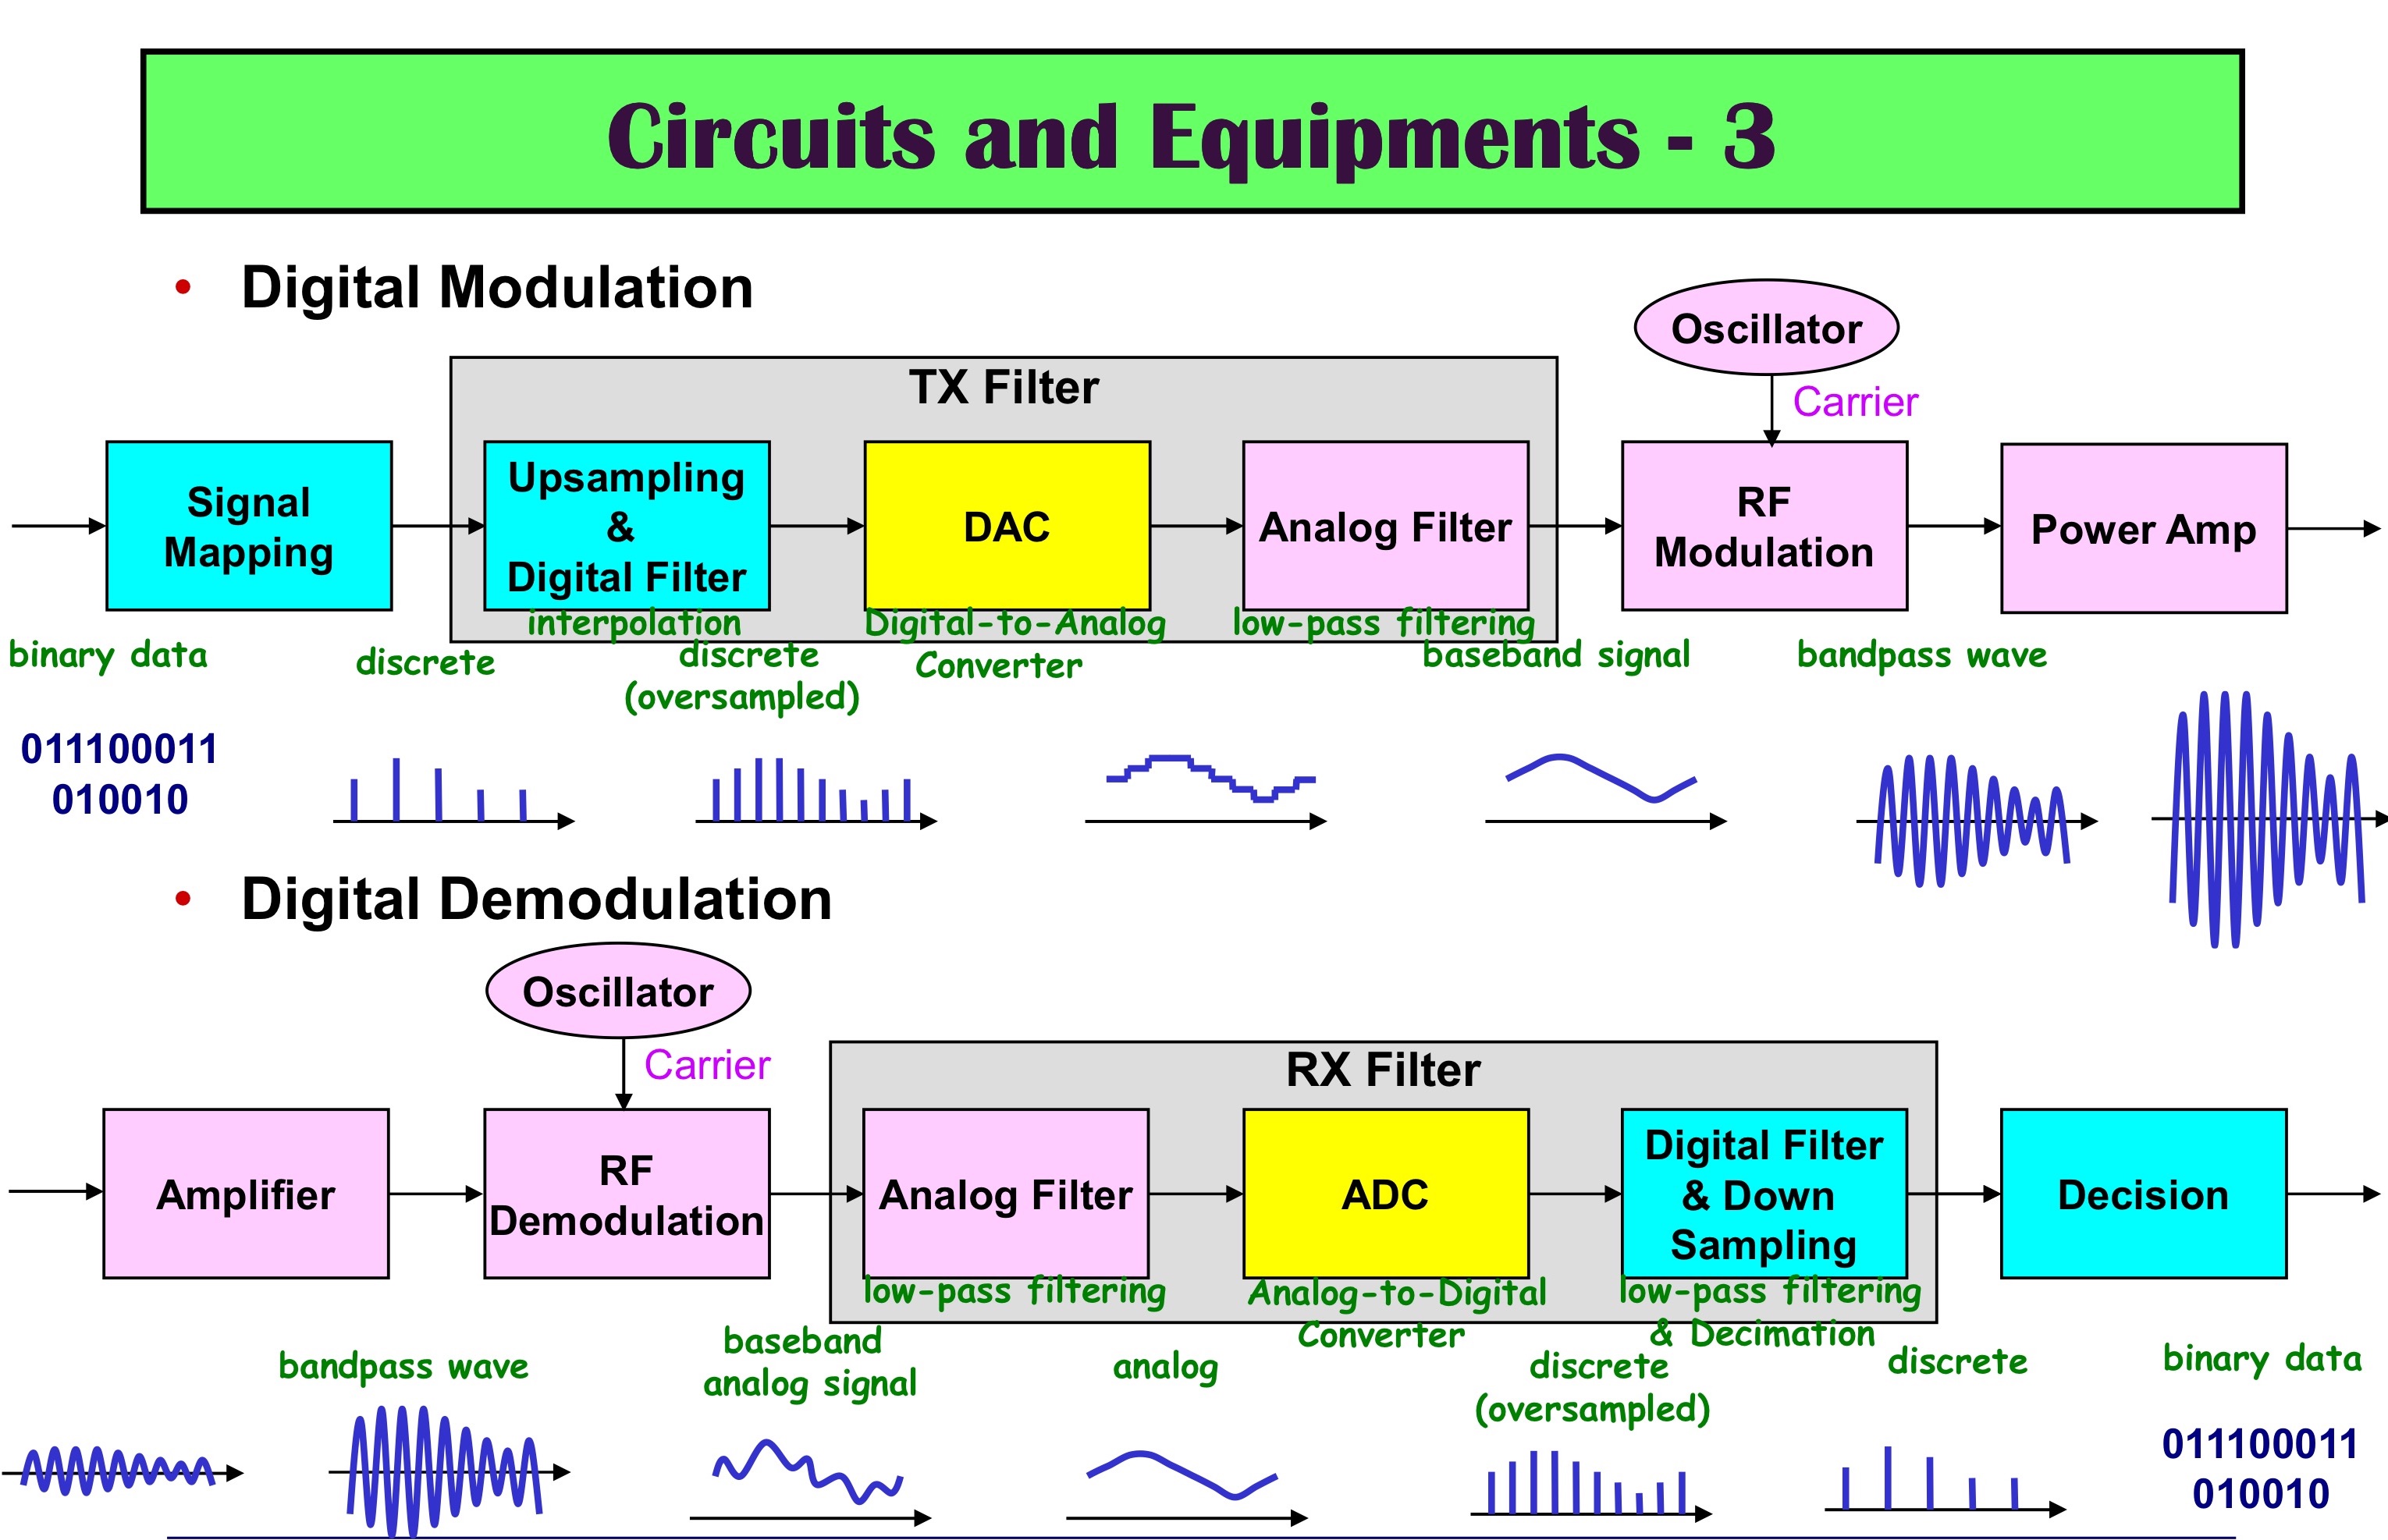 Circuits and Equipments - 3
• Digital Modulation
Oscillator
Carrier
TX Filter
Signal
Mapping
Upsampling
&
Digital Filter
DAC
Analog Filter
RF
Modulation
Power Amp
interpolation
Digital-to-Analog
Converter
low-pass filtering
binary data
discrete
discrete
(oversampled)
baseband signal
bandpass wave
011100011
010010
• Digital Demodulation
Oscillator
Carrier
RX Filter
Amplifier
RF
Demodulation
Analog Filter
ADC
Digital Filter
& Down
Sampling
Decision
low-pass filtering
Analog-to-Digital
Converter
low-pass filtering
& Decimation
bandpass wave
baseband
analog signal
analog
discrete
(oversampled)
discrete
binary data
011100011
010010